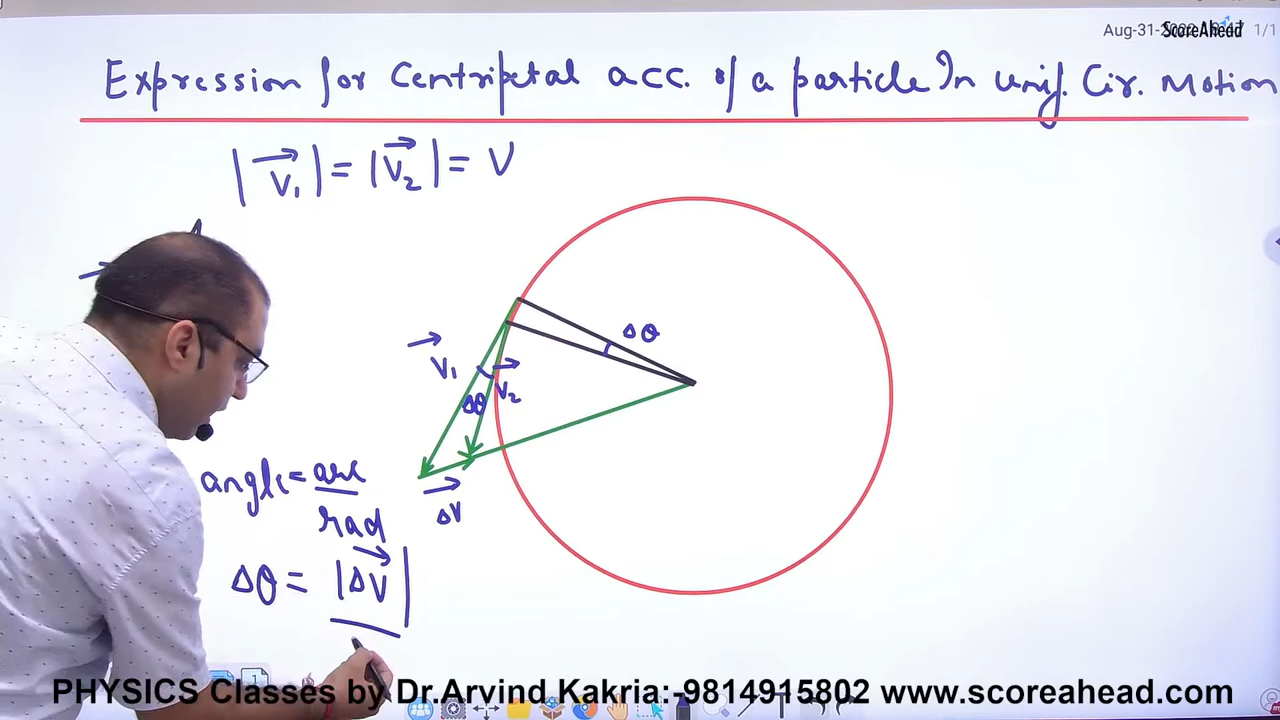 Aug-31-2022 ScoreAhead 1/1
Expression for Centripetal acc. of a particle In unif. Cir. Motion
|V₁| = |V₂| = V
Δθ
V₁
V₂
Δθ
ΔV
angle = arc
rad
Δθ = |ΔV|
PHYSICS Classes by Dr.Arvind Kakria:-9814915802 www.scoreahead.com